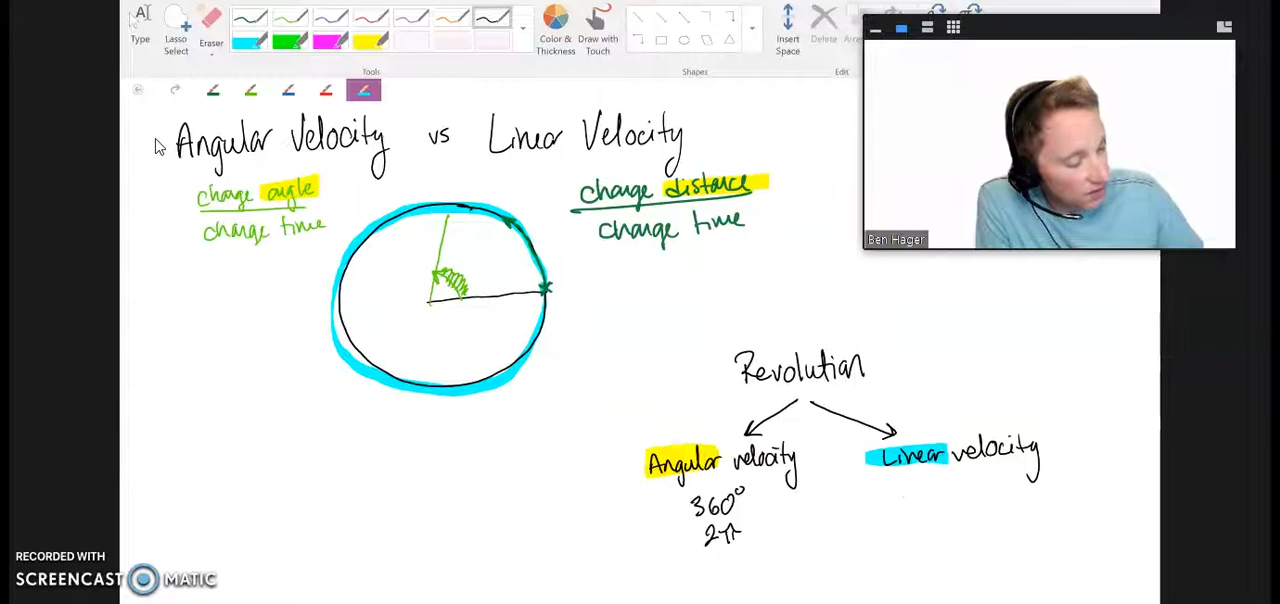 Type
Lasso
Select
Eraser
Color &
Thickness
Draw with
Touch
Insert
Space
Delete
Tools
Shapes
Edit
Angular Velocity vs Linear Velocity
change angle
change time
change distance
change time
Ben Hager
Revolution
Angular velocity
Linear velocity
360°
2π
RECORDED WITH
SCREENCAST MATIC